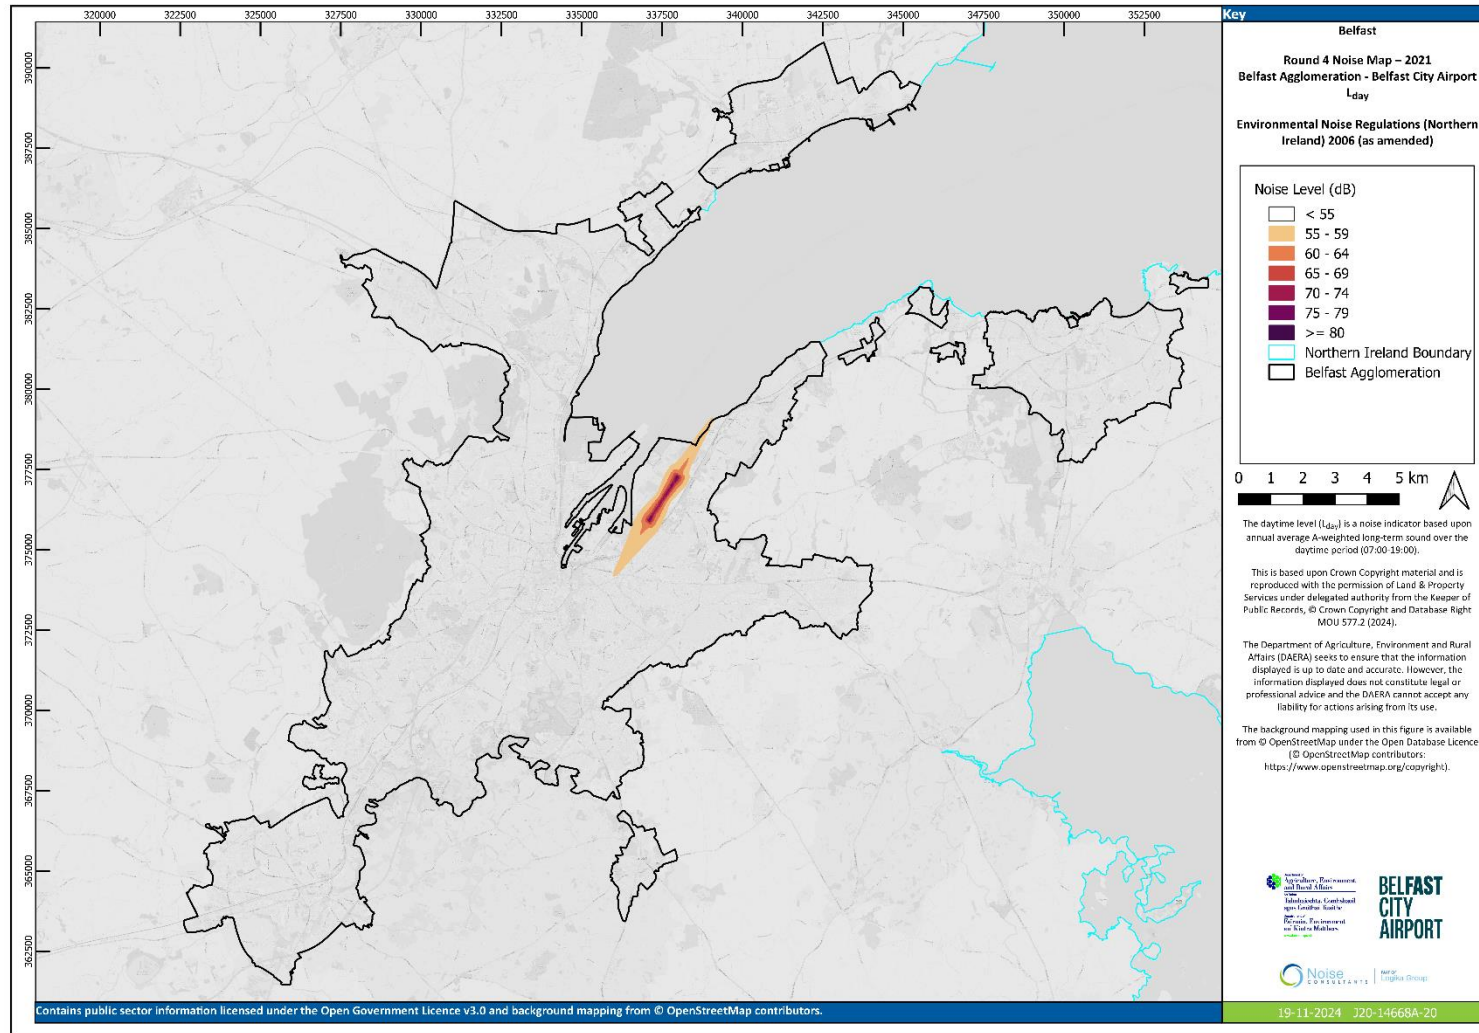 320000 322500 325000 327500 330000 332500 335000 337500 340000 342500 345000 347500 350000 352500
390000
387500
385000
382500
380000
377500
375000
372500
370000
367500
365000
362500
Key
Belfast
Round 4 Noise Map – 2021
Belfast Agglomeration - Belfast City Airport
Lday
Environmental Noise Regulations (Northern
Ireland) 2006 (as amended)
Noise Level (dB)
< 55
55 - 59
60 - 64
65 - 69
70 - 74
75 - 79
>= 80
Northern Ireland Boundary
Belfast Agglomeration
0 1 2 3 4 5 km
The daytime level (Lday) is a noise indicator based upon
annual average A-weighted long-term sound over the
daytime period (07:00-19:00).
This is based upon Crown Copyright material and is
reproduced with the permission of Land & Property
Services under delegated authority from the Keeper of
Public Records, © Crown Copyright and Database Right
MOU 577.2 (2024).
The Department of Agriculture, Environment and Rural
Affairs (DAERA) seeks to ensure that the information
displayed is up to date and accurate. However, the
information displayed does not constitute legal or
professional advice and the DAERA cannot accept any
liability for actions arising from its use.
The background mapping used in this figure is available
from © OpenStreetMap under the Open Database Licence
(© OpenStreetMap contributors:
https://www.openstreetmap.org/copyright).
Agriculture, Environment
and Rural Affairs
BELFAST
CITY
AIRPORT
Noise
CONSULTANTS
PART OF
Logika Group
Contains public sector information licensed under the Open Government Licence v3.0 and background mapping from © OpenStreetMap contributors.
19-11-2024 J20-14668A-20